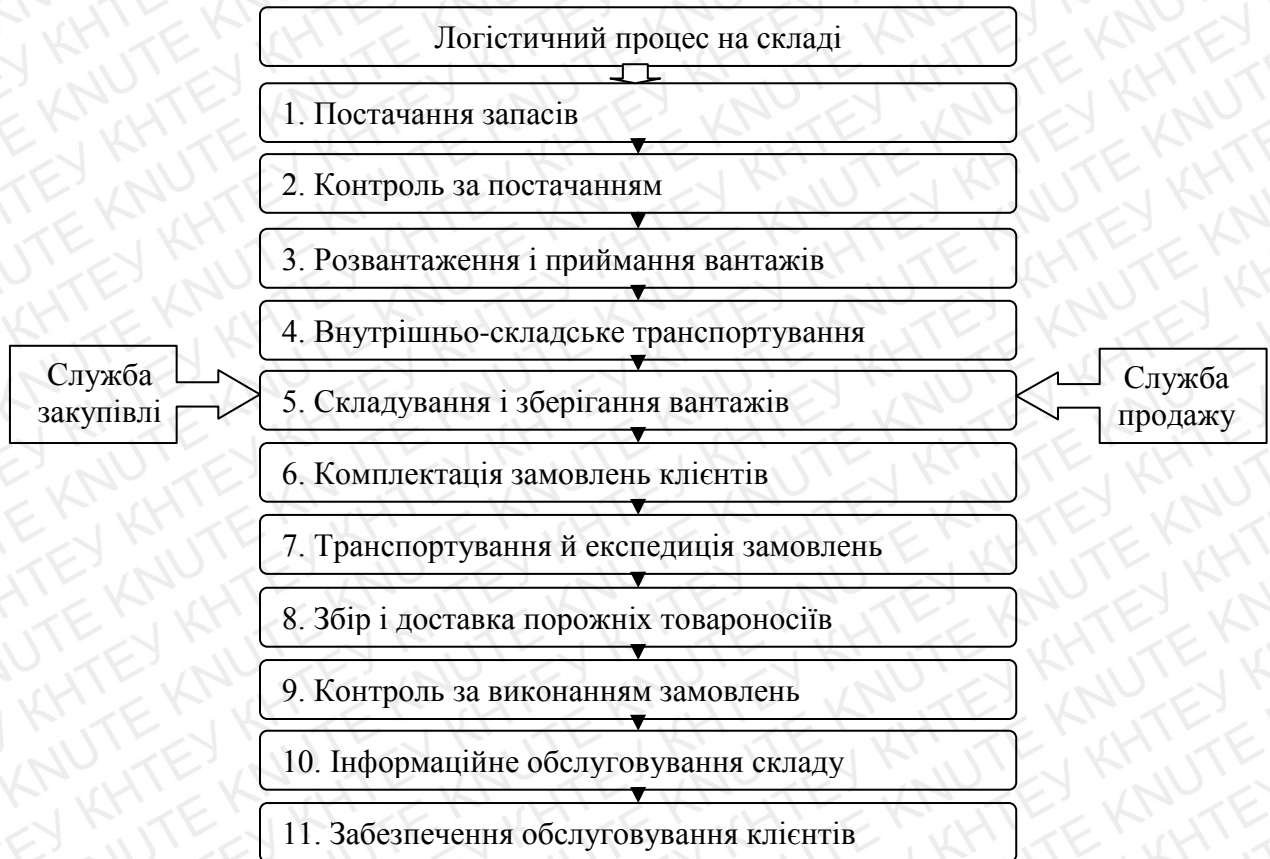 Логістичний процес на складі
1. Постачання запасів
2. Контроль за постачанням
3. Розвантаження і приймання вантажів
4. Внутрішньо-складське транспортування
Служба
закупівлі
5. Складування і зберігання вантажів
Служба
продажу
6. Комплектація замовлень клієнтів
7. Транспортування й експедиція замовлень
8. Збір і доставка порожніх товароносіїв
9. Контроль за виконанням замовлень
10. Інформаційне обслуговування складу
11. Забезпечення обслуговування клієнтів